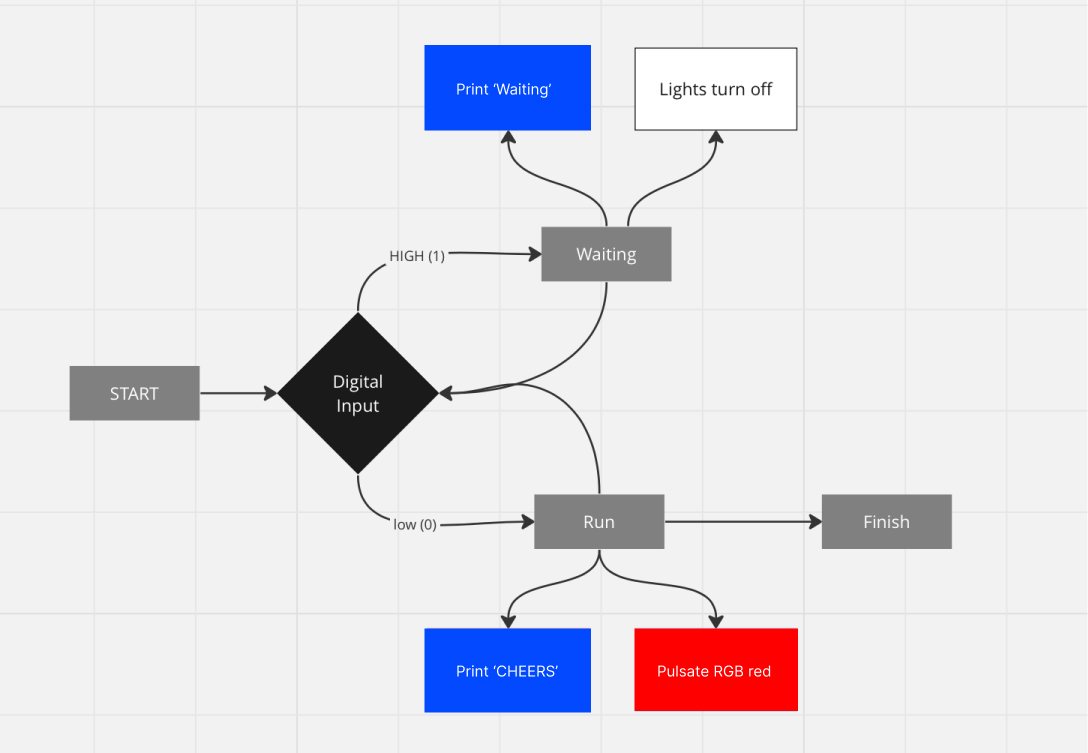 Print ‘Waiting’
Lights turn off
HIGH (1)
Waiting
Digital
Input
START
low (0)
Run
Finish
Print ‘CHEERS’
Pulsate RGB red